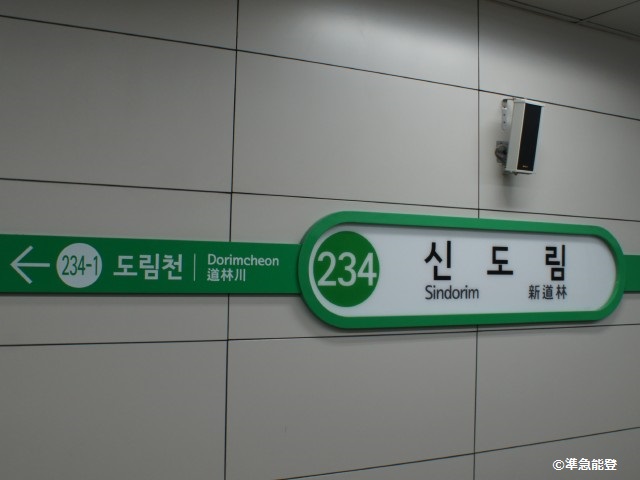 234-1 도림천 Dorimcheon
道林川
234 신도림
Sindorim 新道林
©準急能登